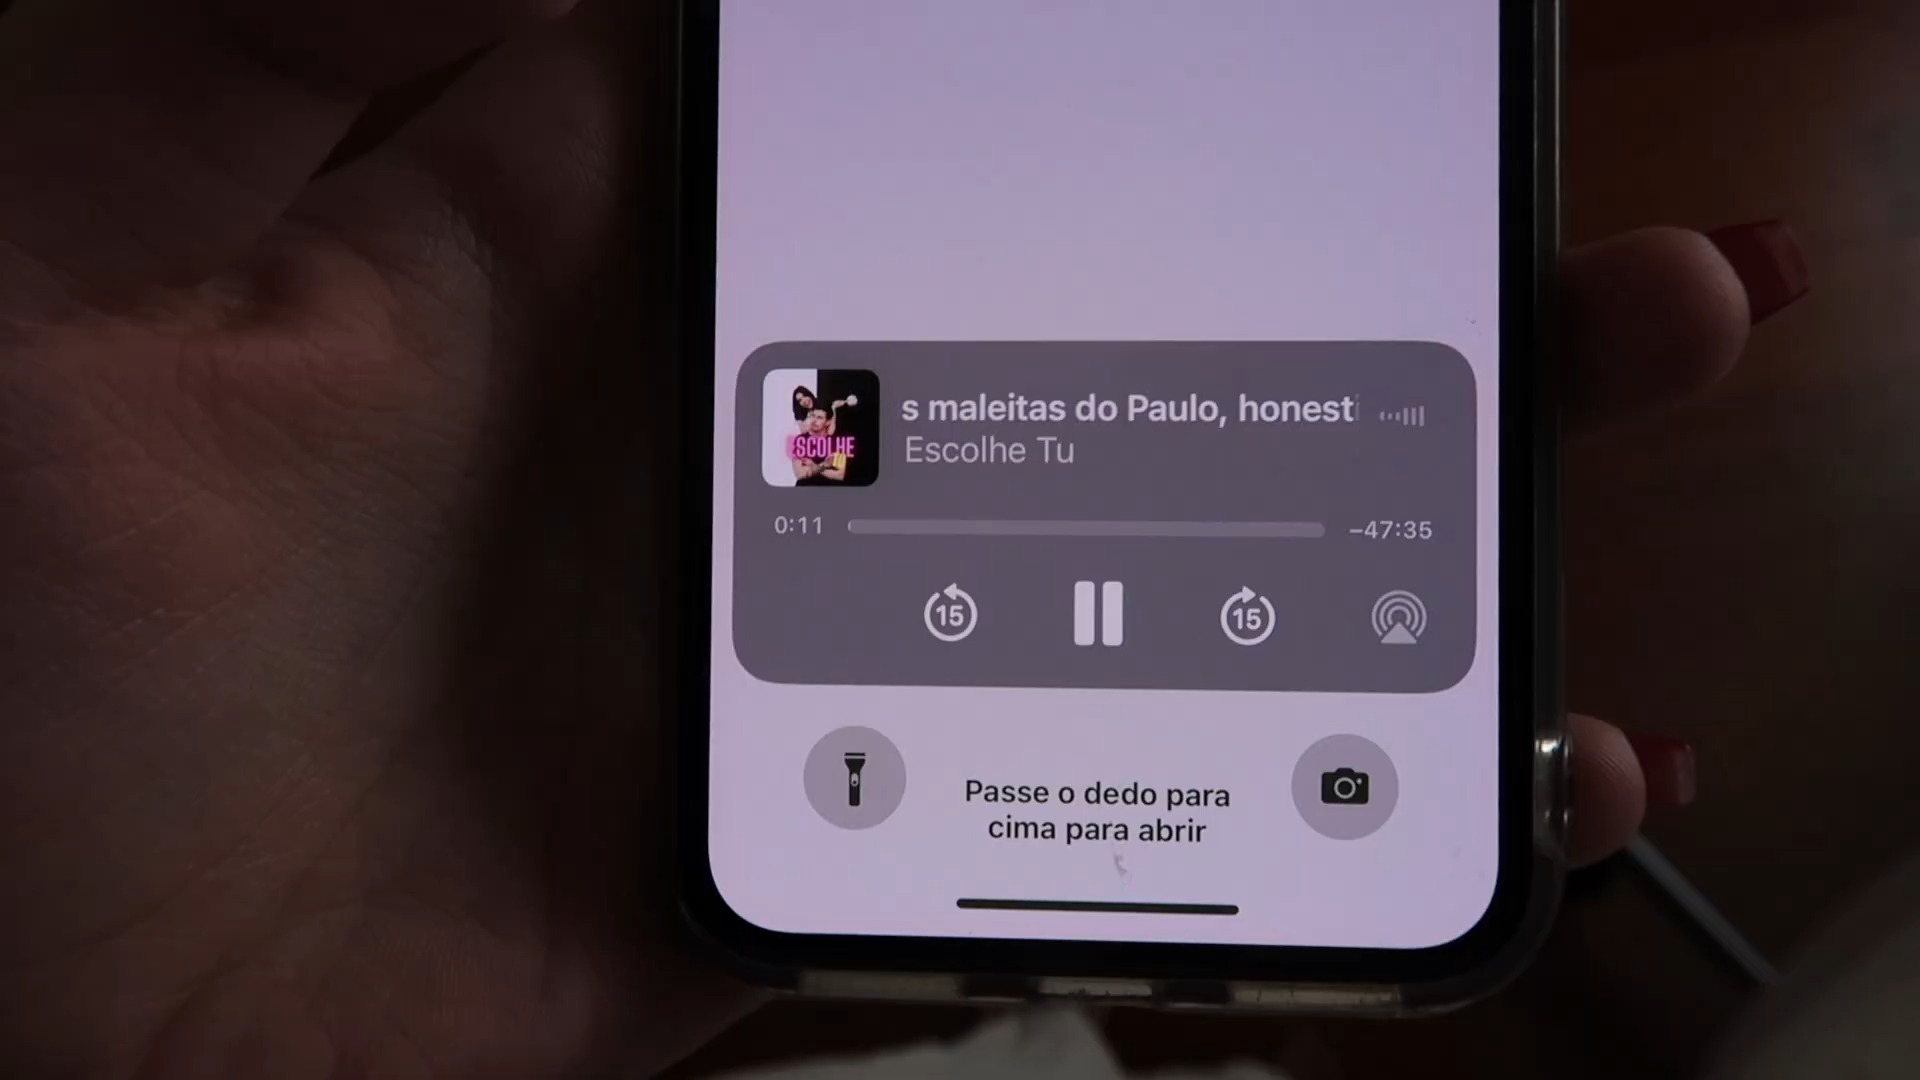 s maleitas do Paulo, honest
Escolhe Tu
ESCOLHE
0:11
-47:35
15
15
Passe o dedo para
cima para abrir